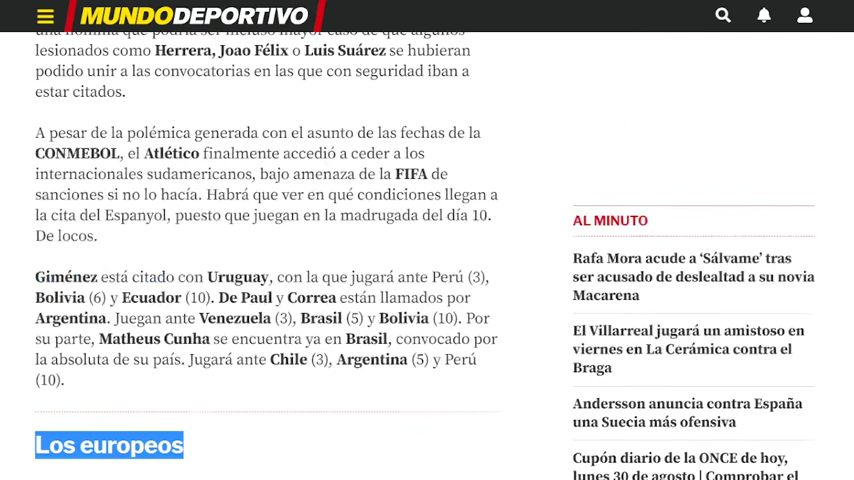 MUNDODEPORTIVO
una nómina que podría ser incluso mayor caso de que algunos
lesionados como Herrera, Joao Félix o Luis Suárez se hubieran
podido unir a las convocatorias en las que con seguridad iban a
estar citados.
A pesar de la polémica generada con el asunto de las fechas de la
CONMEBOL, el Atlético finalmente accedió a ceder a los
internacionales sudamericanos, bajo amenaza de la FIFA de
sanciones si no lo hacía. Habrá que ver en qué condiciones llegan a
la cita del Espanyol, puesto que juegan en la madrugada del día 10.
De locos.
Giménez está citado con Uruguay, con la que jugará ante Perú (3),
Bolivia (6) y Ecuador (10). De Paul y Correa están llamados por
Argentina. Juegan ante Venezuela (3), Brasil (5) y Bolivia (10). Por
su parte, Matheus Cunha se encuentra ya en Brasil, convocado por
la absoluta de su país. Jugará ante Chile (3), Argentina (5) y Perú
(10).
Los europeos
AL MINUTO
Rafa Mora acude a ‘Sálvame’ tras
ser acusado de deslealtad a su novia
Macarena
El Villarreal jugará un amistoso en
viernes en La Cerámica contra el
Braga
Andersson anuncia contra España
una Suecia más ofensiva
Cupón diario de la ONCE de hoy,
lunes 30 de agosto | Comprobar el